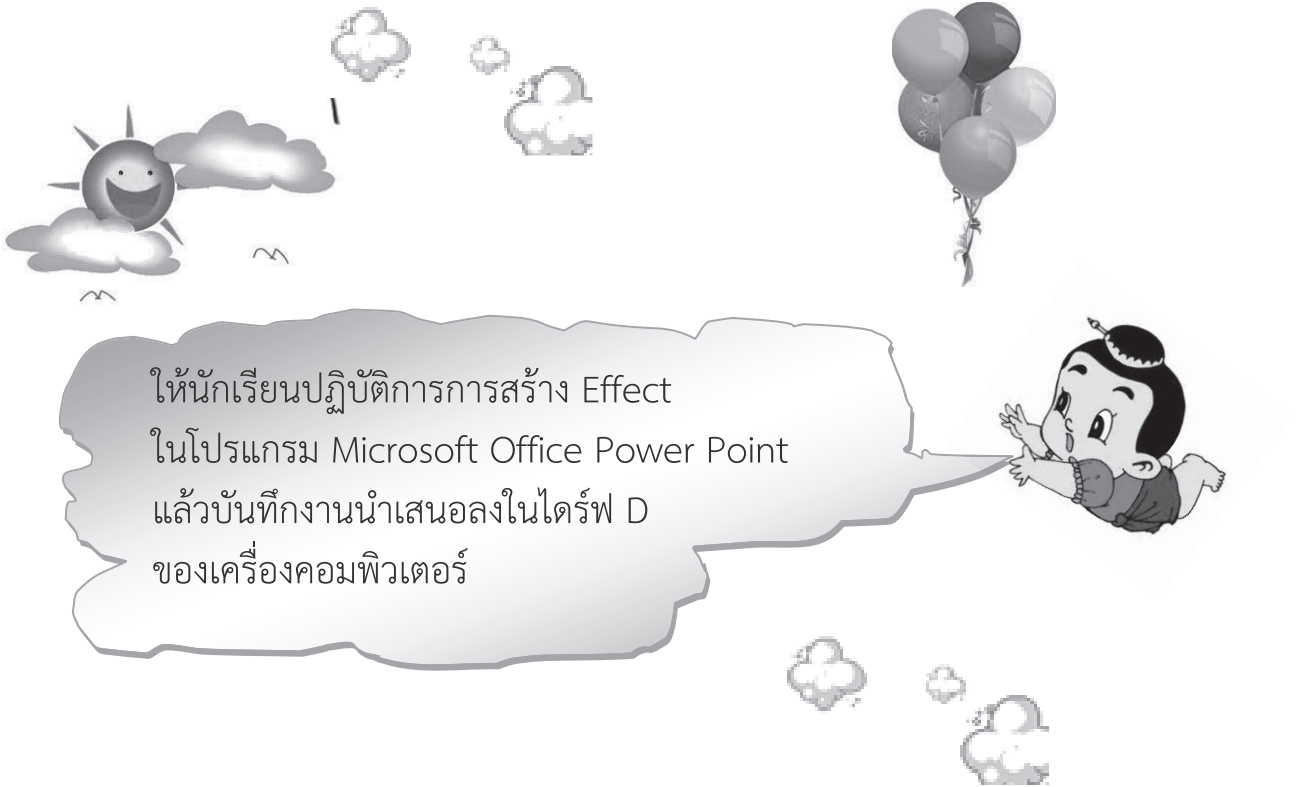 ให้นักเรียนปฏิบัติการการสร้าง Effect
ในโปรแกรม Microsoft Office Power Point
แล้วบันทึกงานนำเสนอลงในไดร์ฟ D
ของเครื่องคอมพิวเตอร์